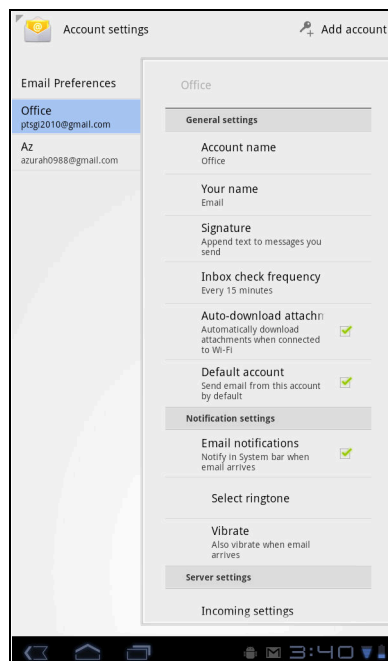 Account settings
Add account
Email Preferences
Office
ptsgi2010@gmail.com
Az
azurah0988@gmail.com
Office
General settings
Account name
Office
Your name
Email
Signature
Append text to messages you
send
Inbox check frequency
Every 15 minutes
Auto-download attachn
Automatically download
attachments when connected
to Wi-Fi
Default account
Send email from this account
by default
Notification settings
Email notifications
Notify in System bar when
email arrives
Select ringtone
Vibrate
Also vibrate when email
arrives
Server settings
Incoming settings
3:40